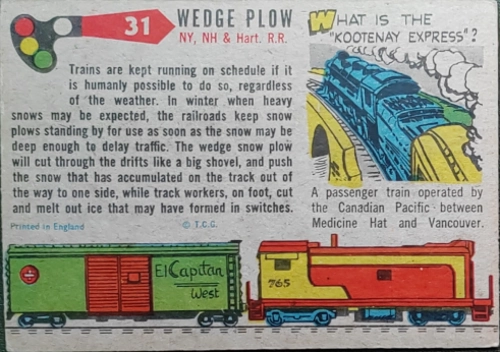 31
WEDGE PLOW
NY, NH & Hart. R.R.
Trains are kept running on schedule if it
is humanly possible to do so, regardless
of the weather. In winter when heavy
snows may be expected, the railroads keep snow
plows standing by for use as soon as the snow may be
deep enough to delay traffic. The wedge snow plow
will cut through the drifts like a big shovel, and push
the snow that has accumulated on the track out of
the way to one side, while track workers, on foot, cut
and melt out ice that may have formed in switches.
Printed in England
© T.C.G.
WHAT IS THE
"KOOTENAY EXPRESS"?
A passenger train operated by
the Canadian Pacific between
Medicine Hat and Vancouver.
El Capitan
West
765